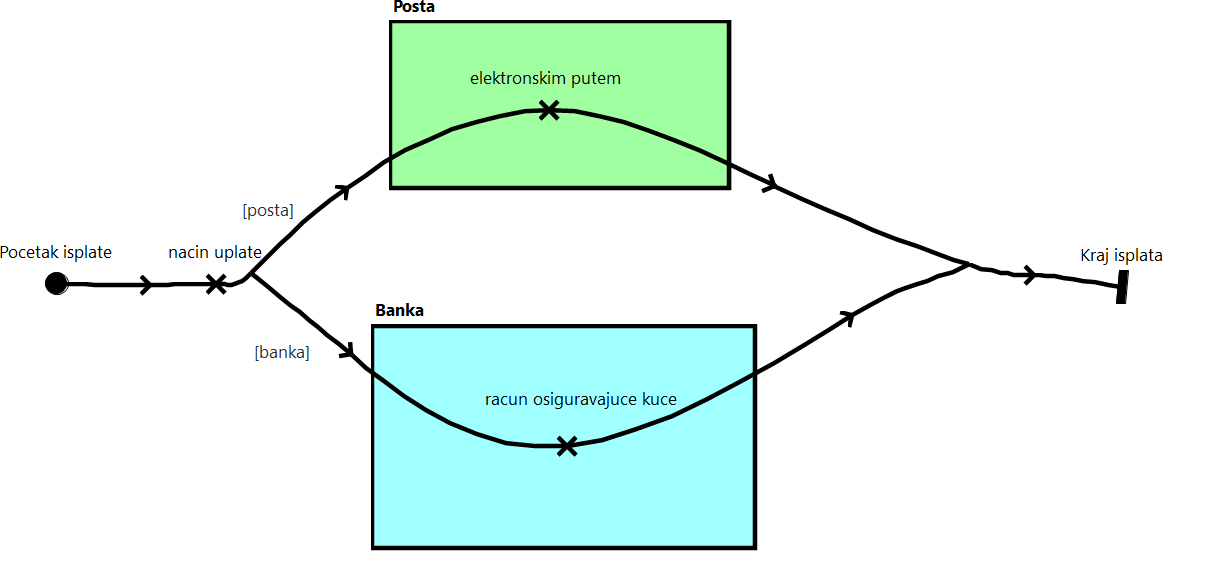 Posta
elektronskim putem
[posta]
Pocetak isplate
nacin uplate
Kraj isplata
Banka
[banka]
racun osiguravajuce kuce